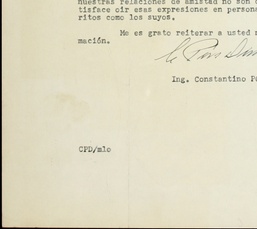 nuestras relaciones de amistad no son
tisface oir esas expresiones en persona
ritos como los suyos.
Me es grato reiterar a usted
mación.
Ing. Constantino
CPD/mlo